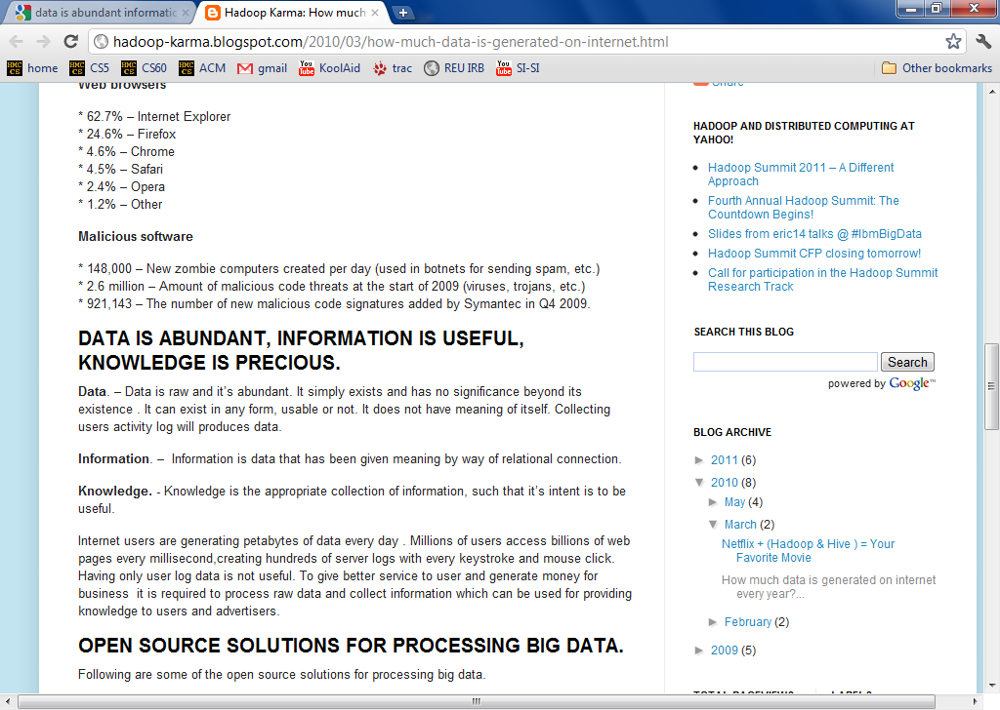 data is abundant informatic
Hadoop Karma: How much
hadoop-karma.blogspot.com/2010/03/how-much-data-is-generated-on-internet.html
HMC CS home
HMC CS CS5
HMC CS CS60
HMC CS ACM
gmail
You Tube KoolAid
trac
REU IRB
You Tube SI-SI
Other bookmarks
Web browsers
* 62.7% – Internet Explorer
* 24.6% – Firefox
* 4.6% – Chrome
* 4.5% – Safari
* 2.4% – Opera
* 1.2% – Other
Malicious software
* 148,000 – New zombie computers created per day (used in botnets for sending spam, etc.)
* 2.6 million – Amount of malicious code threats at the start of 2009 (viruses, trojans, etc.)
* 921,143 – The number of new malicious code signatures added by Symantec in Q4 2009.
DATA IS ABUNDANT, INFORMATION IS USEFUL,
KNOWLEDGE IS PRECIOUS.
Data. – Data is raw and it’s abundant. It simply exists and has no significance beyond its
existence . It can exist in any form, usable or not. It does not have meaning of itself. Collecting
users activity log will produces data.
Information. – Information is data that has been given meaning by way of relational connection.
Knowledge. - Knowledge is the appropriate collection of information, such that it’s intent is to be
useful.
Internet users are generating petabytes of data every day . Millions of users access billions of web
pages every millisecond,creating hundreds of server logs with every keystroke and mouse click.
Having only user log data is not useful. To give better service to user and generate money for
business it is required to process raw data and collect information which can be used for providing
knowledge to users and advertisers.
OPEN SOURCE SOLUTIONS FOR PROCESSING BIG DATA.
Following are some of the open source solutions for processing big data.
Share
HADOOP AND DISTRIBUTED COMPUTING AT
YAHOO!
Hadoop Summit 2011 – A Different
Approach
Fourth Annual Hadoop Summit: The
Countdown Begins!
Slides from eric14 talks @ #IbmBigData
Hadoop Summit CFP closing tomorrow!
Call for participation in the Hadoop Summit
Research Track
SEARCH THIS BLOG
Search
powered by Google™
BLOG ARCHIVE
► 2011 (6)
▼ 2010 (8)
► May (4)
▼ March (2)
Netflix + (Hadoop & Hive ) = Your
Favorite Movie
How much data is generated on internet
every year?...
► February (2)
► 2009 (5)
TOTAL PAGEVIEWS
LABELS